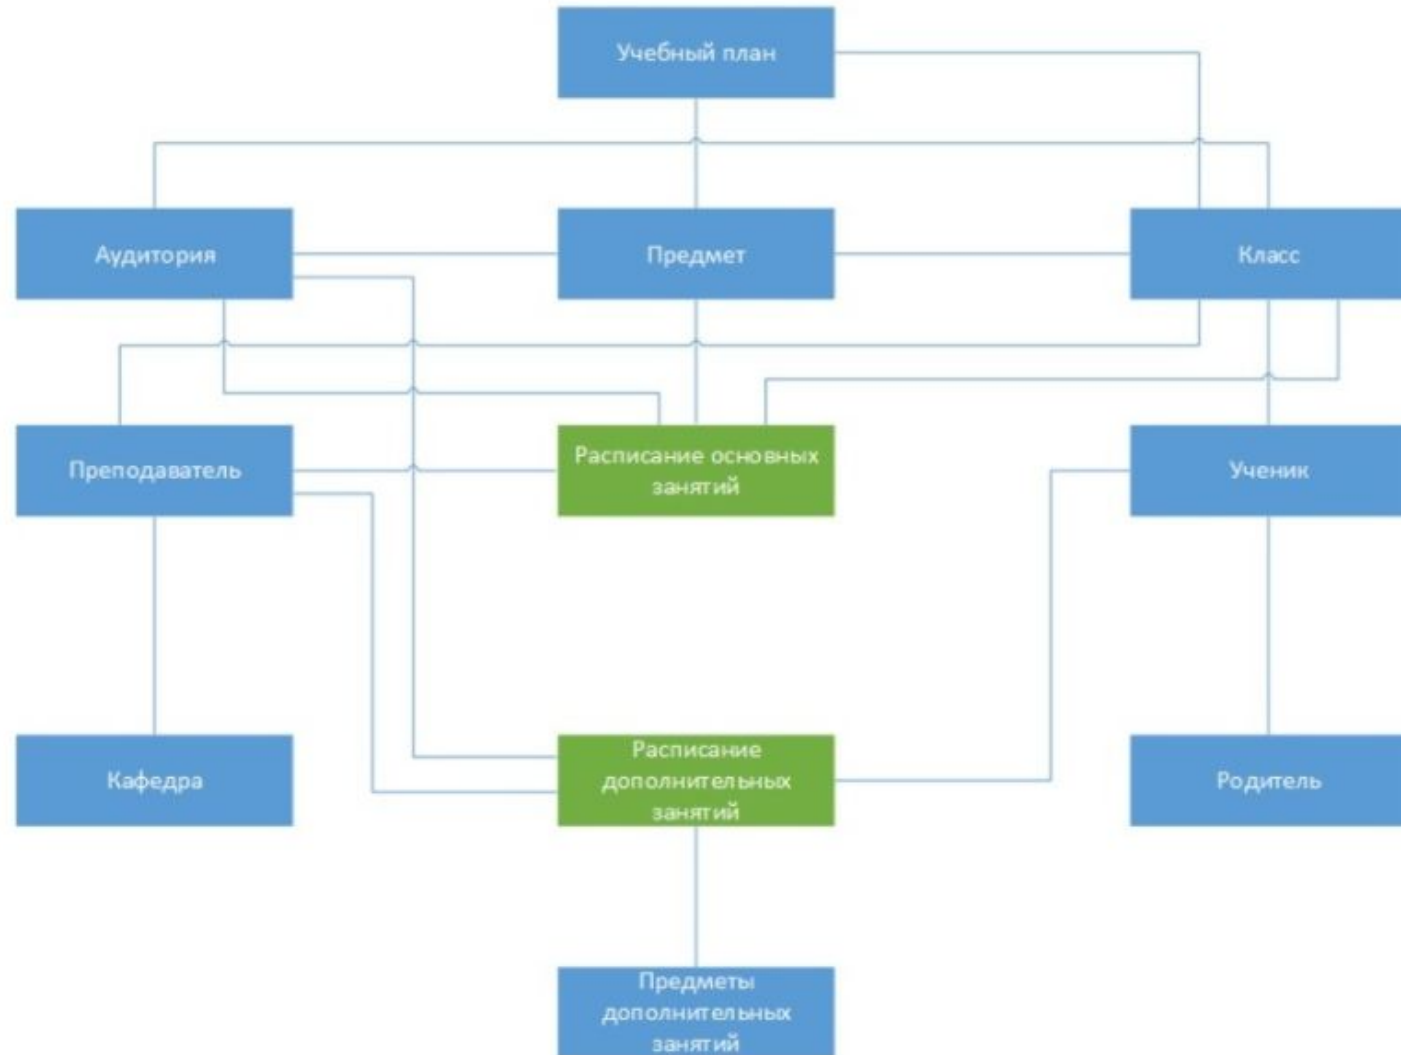 Учебный план
Аудитория
Предмет
Класс
Преподаватель
Расписание основных
занятий
Ученик
Кафедра
Расписание
дополнительных
занятий
Родитель
Предметы
дополнительных
занятий